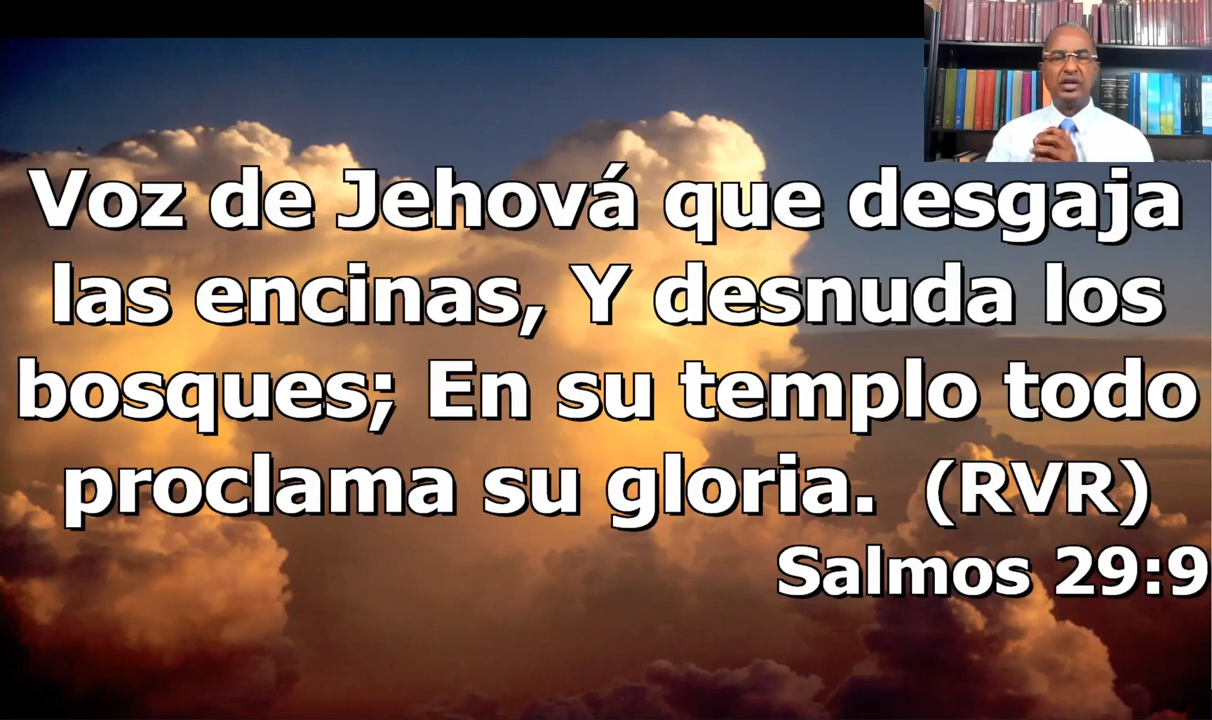 Voz de Jehová que desgaja
las encinas, Y desnuda los
bosques; En su templo todo
proclama su gloria. (RVR)
Salmos 29:9